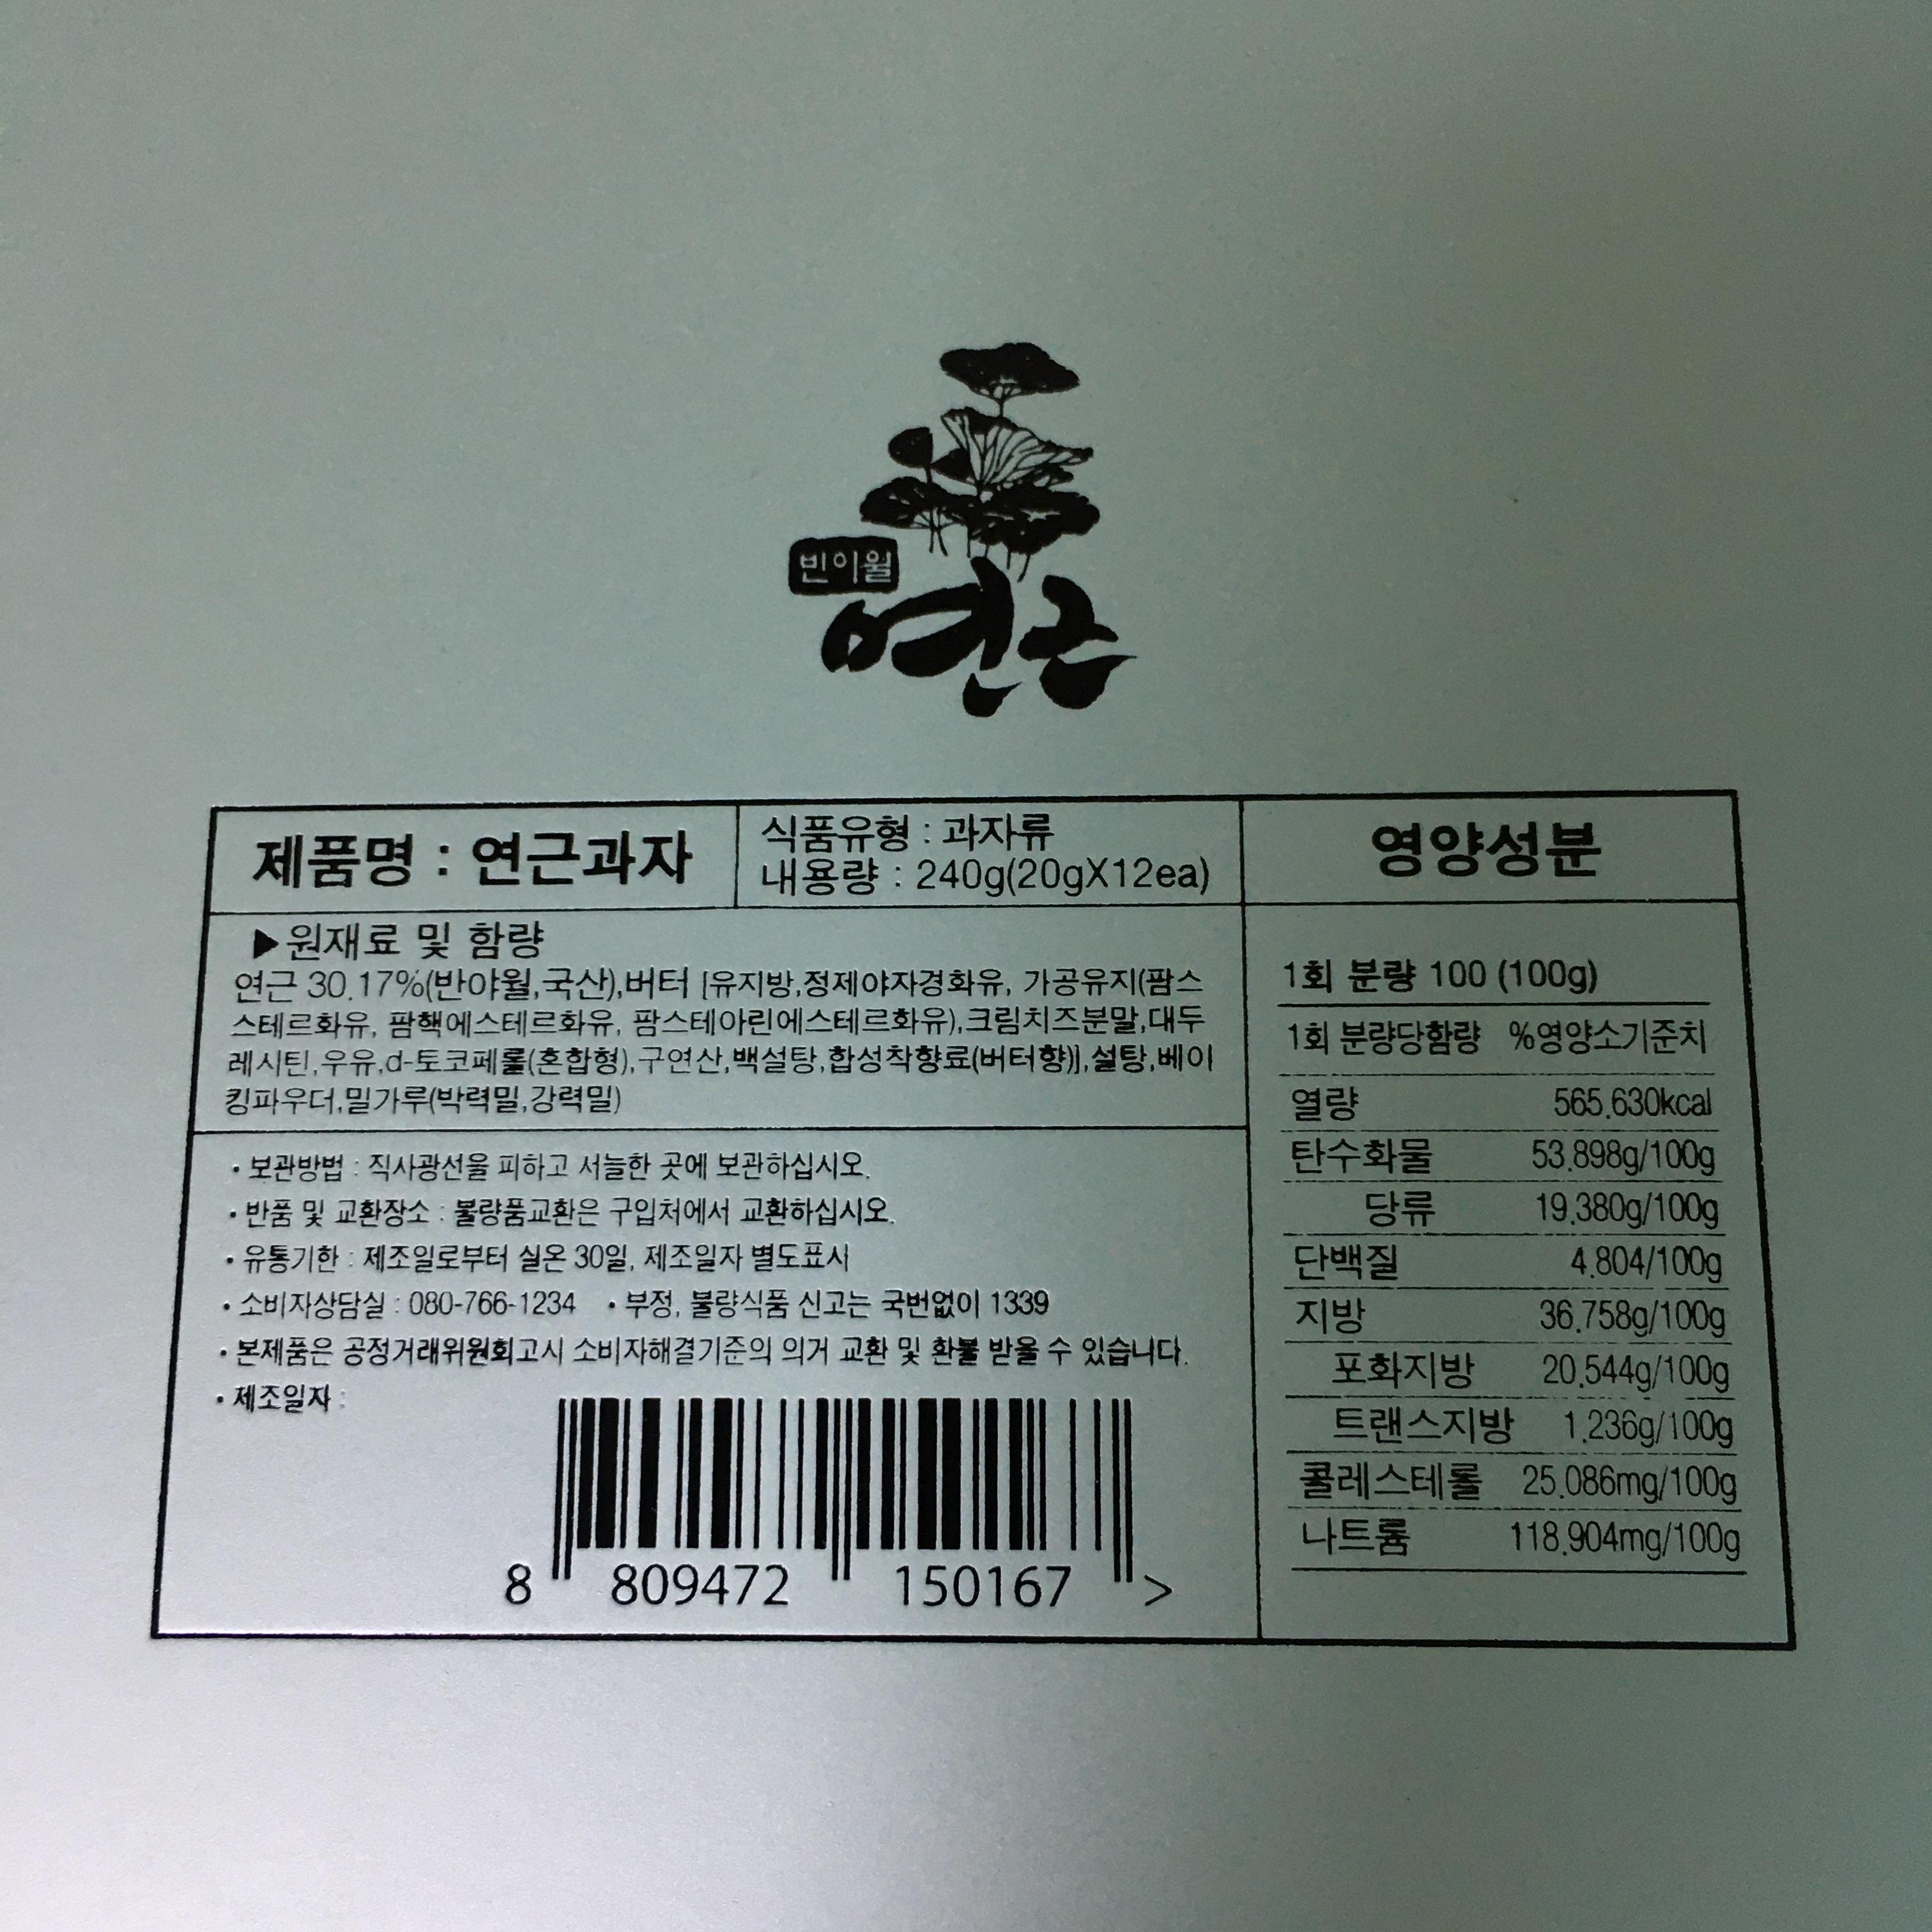 반야월
연근
제품명 : 연근과자
식품유형 : 과자류
내용량 : 240g(20gX12ea)
▶원재료 및 함량
연근 30.17%(반야월,국산),버터 [유지방,정제야자경화유, 가공유지(팜스
스테르화유, 팜핵에스테르화유, 팜스테아린에스테르화유),크림치즈분말,대두
레시틴,우유,d-토코페롤(혼합형),구연산,백설탕,합성착향료(버터향)],설탕,베이
킹파우더,밀가루(박력밀,강력밀)
• 보관방법 : 직사광선을 피하고 서늘한 곳에 보관하십시오.
• 반품 및 교환장소 : 불량품교환은 구입처에서 교환하십시오.
• 유통기한 : 제조일로부터 실온 30일, 제조일자 별도표시
• 소비자상담실 : 080-766-1234 • 부정, 불량식품 신고는 국번없이 1339
• 본제품은 공정거래위원회고시 소비자해결기준의 의거 교환 및 환불 받을 수 있습니다.
• 제조일자 :
8 809472 150167 >
영양성분
1회 분량 100 (100g)
1회 분량당함량 %영양소기준치
열량 565.630kcal
탄수화물 53.898g/100g
당류 19.380g/100g
단백질 4.804/100g
지방 36.758g/100g
포화지방 20.544g/100g
트랜스지방 1.236g/100g
콜레스테롤 25.086mg/100g
나트륨 118.904mg/100g